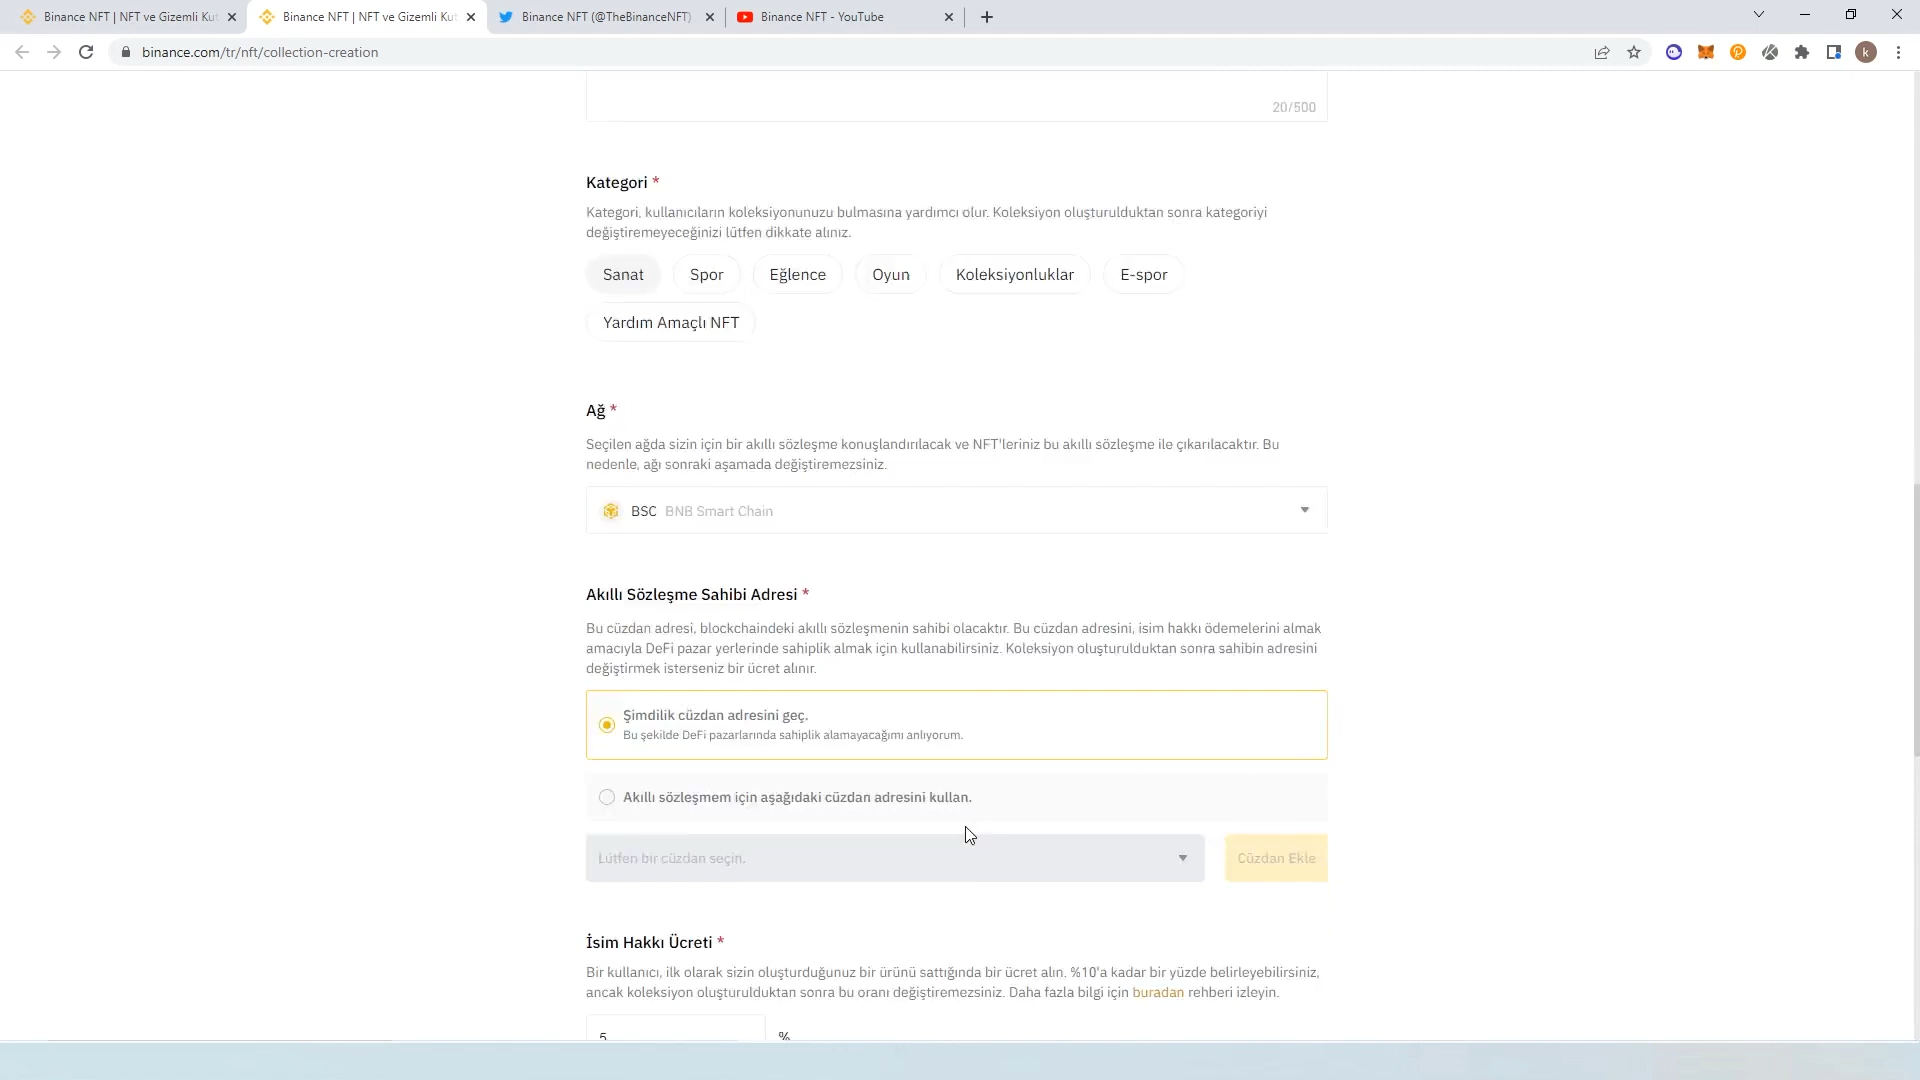 Binance NFT | NFT ve Gizemli Kut
Binance NFT | NFT ve Gizemli Kut
Binance NFT (@TheBinanceNFT)
Binance NFT - YouTube
binance.com/tr/nft/collection-creation
k
20/500
Kategori *
Kategori, kullanıcıların koleksiyonunuzu bulmasına yardımcı olur. Koleksiyon oluşturulduktan sonra kategoriyi
değiştiremeyeceğinizi lütfen dikkate alınız.
Sanat Spor Eğlence Oyun Koleksiyonluklar E-spor
Yardım Amaçlı NFT
Ağ *
Seçilen ağda sizin için bir akıllı sözleşme konuşlandırılacak ve NFT'leriniz bu akıllı sözleşme ile çıkarılacaktır. Bu
nedenle, ağı sonraki aşamada değiştiremezsiniz.
BSC BNB Smart Chain
Akıllı Sözleşme Sahibi Adresi *
Bu cüzdan adresi, blockchaindeki akıllı sözleşmenin sahibi olacaktır. Bu cüzdan adresini, isim hakkı ödemelerini almak
amacıyla DeFi pazar yerlerinde sahiplik almak için kullanabilirsiniz. Koleksiyon oluşturulduktan sonra sahibin adresini
değiştirmek isterseniz bir ücret alınır.
Şimdilik cüzdan adresini geç.
Bu şekilde DeFi pazarlarında sahiplik alamayacağımı anlıyorum.
Akıllı sözleşmem için aşağıdaki cüzdan adresini kullan.
Lütfen bir cüzdan seçin.
Cüzdan Ekle
İsim Hakkı Ücreti *
Bir kullanıcı, ilk olarak sizin oluşturduğunuz bir ürünü sattığında bir ücret alın. %10'a kadar bir yüzde belirleyebilirsiniz,
ancak koleksiyon oluşturulduktan sonra bu oranı değiştiremezsiniz. Daha fazla bilgi için buradan rehberi izleyin.
5 %